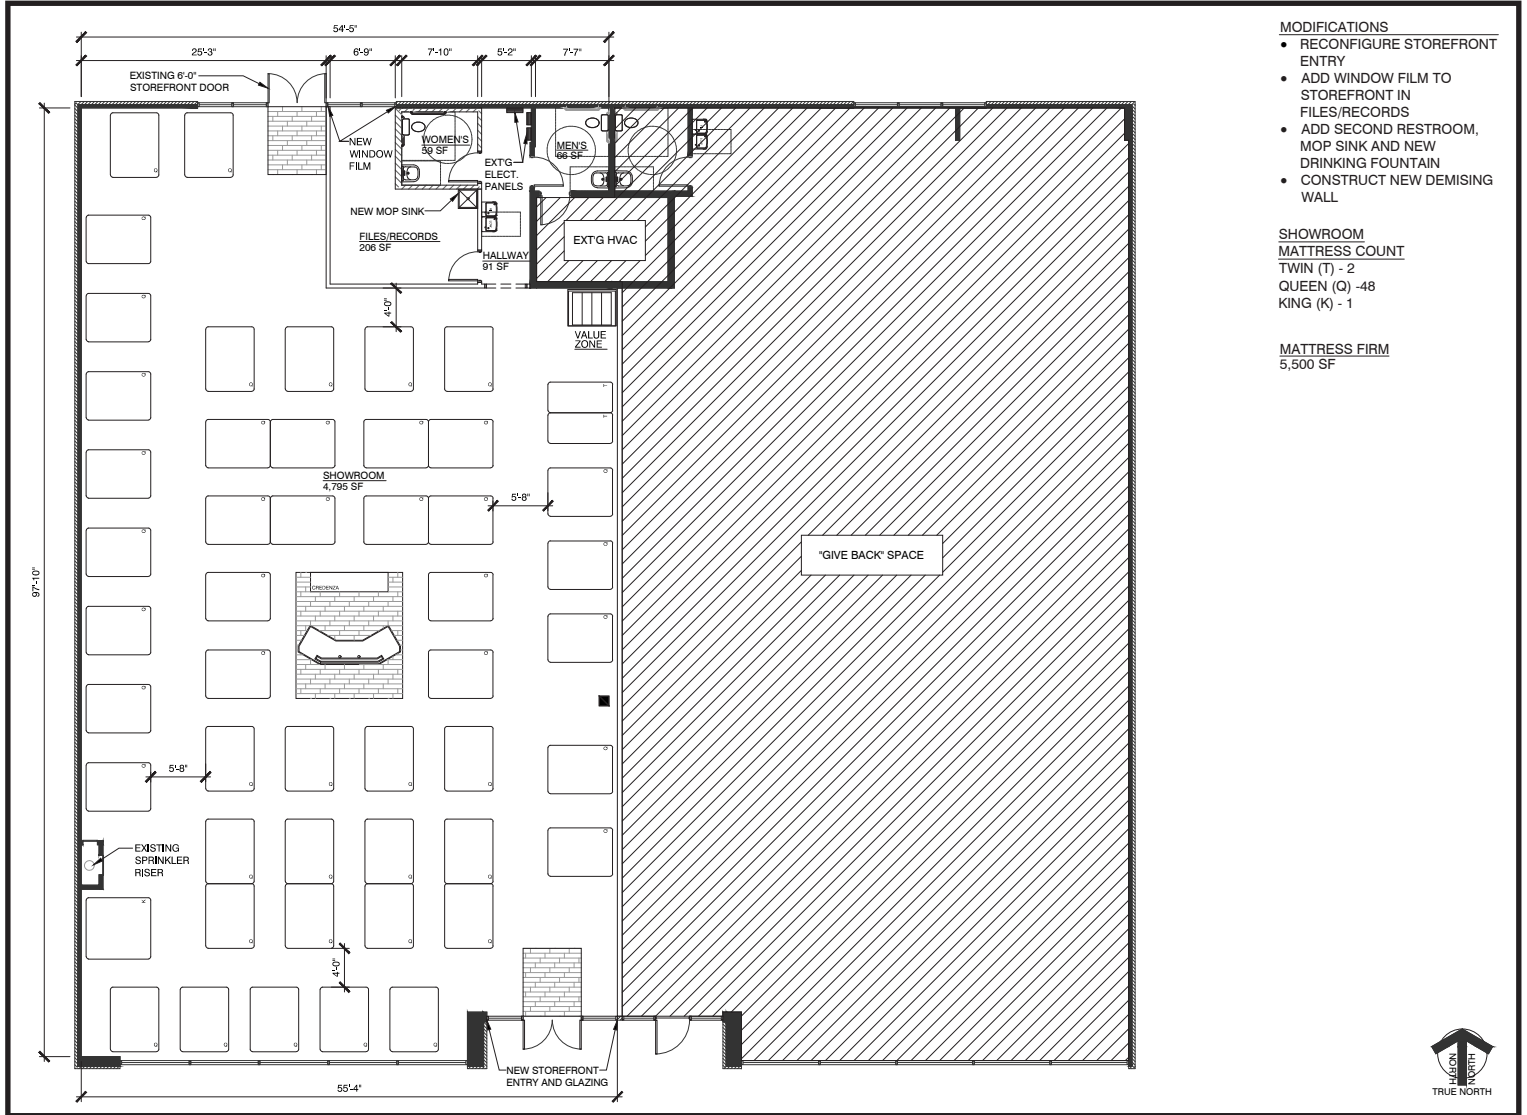 54'-5"
25'-3"
6'-9"
7'-10"
5'-2"
7'-7"
EXISTING 6'-0"
STOREFRONT DOOR
NEW
WINDOW
FILM
WOMEN'S
59 SF
EXT'G
ELECT.
PANELS
MEN'S
66 SF
NEW MOP SINK
FILES/RECORDS
206 SF
HALLWAY
91 SF
EXT'G HVAC
4'-0"
VALUE
ZONE
T
T
SHOWROOM
4,795 SF
5'-8"
97'-10"
CREDENZA
"GIVE BACK" SPACE
5'-8"
EXISTING
SPRINKLER
RISER
K
4'-0"
NEW STOREFRONT
ENTRY AND GLAZING
55'-4"
MODIFICATIONS
• RECONFIGURE STOREFRONT
ENTRY
• ADD WINDOW FILM TO
STOREFRONT IN
FILES/RECORDS
• ADD SECOND RESTROOM,
MOP SINK AND NEW
DRINKING FOUNTAIN
• CONSTRUCT NEW DEMISING
WALL
SHOWROOM
MATTRESS COUNT
TWIN (T) - 2
QUEEN (Q) -48
KING (K) - 1
MATTRESS FIRM
5,500 SF
NORTH
NORTH
TRUE NORTH